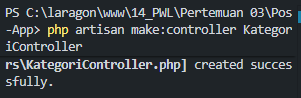 PS C:\laragon\www\14_PWL\Pertemuan 03\Pos
-App> php artisan make:controller Kategor
iController
rs\KategoriController.php] created succes
sfully.